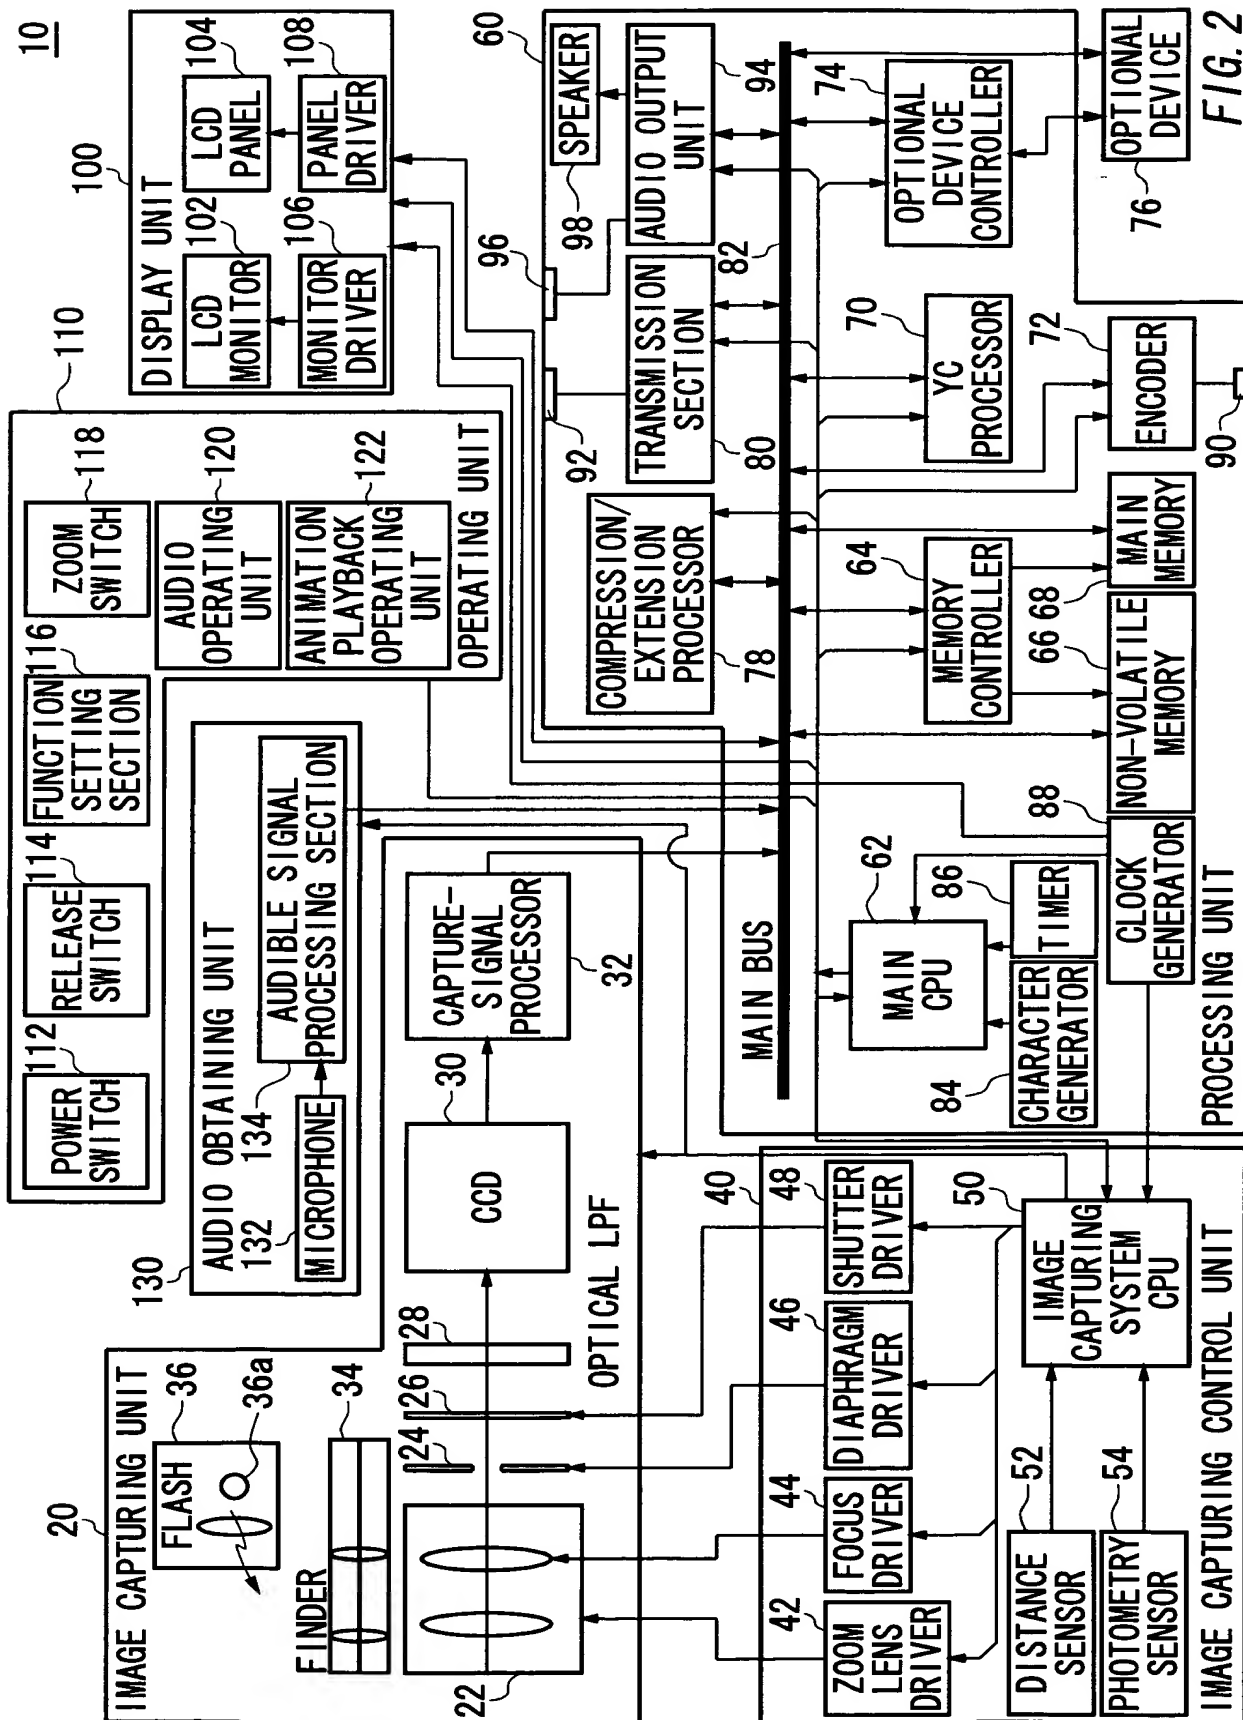 10
IMAGE CAPTURING UNIT
20
FLASH
36
36a
FINDER
34
22
24
26
28
OPTICAL LPF
CCD
30
CAPTURE-
SIGNAL
PROCESSOR
32
AUDIO OBTAINING UNIT
130
MICROPHONE
132
AUDIBLE SIGNAL
PROCESSING SECTION
134
POWER
SWITCH
112
RELEASE
SWITCH
114
FUNCTION
SETTING
SECTION
116
ZOOM
SWITCH
118
AUDIO
OPERATING
UNIT
120
ANIMATION
PLAYBACK
OPERATING
UNIT
122
OPERATING UNIT
110
DISPLAY UNIT
100
LCD
MONITOR
102
LCD
PANEL
104
MONITOR
DRIVER
106
PANEL
DRIVER
108
60
COMPRESSION/
EXTENSION
PROCESSOR
78
TRANSMISSION
SECTION
80
92
96
SPEAKER
98
AUDIO OUTPUT
UNIT
94
MAIN BUS
82
MAIN
CPU
62
CHARACTER
GENERATOR
84
TIMER
86
CLOCK
GENERATOR
88
MEMORY
CONTROLLER
64
NON-VOLATILE
MEMORY
66
MAIN
MEMORY
68
YC
PROCESSOR
70
ENCODER
72
90
OPTIONAL
DEVICE
CONTROLLER
74
OPTIONAL
DEVICE
76
PROCESSING UNIT
40
ZOOM
LENS
DRIVER
42
FOCUS
DRIVER
44
DIAPHRAGM
DRIVER
46
SHUTTER
DRIVER
48
IMAGE
CAPTURING
SYSTEM
CPU
50
DISTANCE
SENSOR
52
PHOTOMETRY
SENSOR
54
IMAGE CAPTURING CONTROL UNIT
FIG. 2